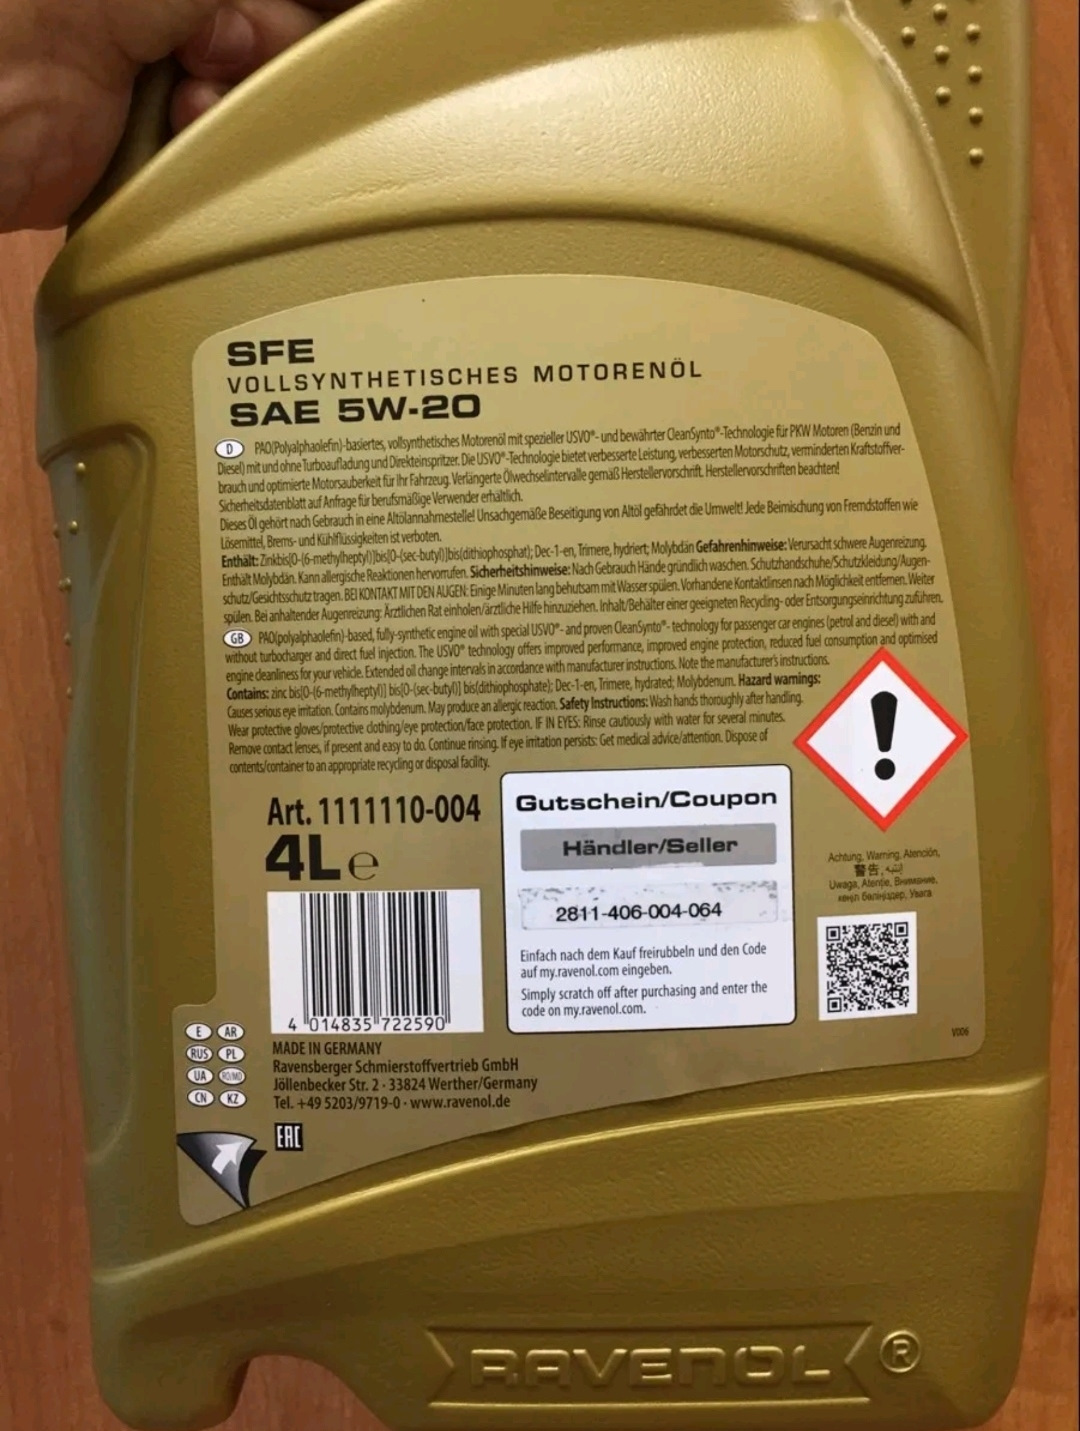 SFE
VOLLSYNTHETISCHES MOTORENÖL
SAE 5W-20
D PAO(Polyalphaolefin)-basiertes, vollsynthetisches Motorenöl mit spezieller USVO®- und bewährter CleanSynto®-Technologie für PKW Motoren (Benzin und
Diesel) mit und ohne Turboaufladung und Direkteinspritzer. Die USVO®-Technologie bietet verbesserte Leistung, verbesserten Motorschutz, verminderten Kraftstoffver-
brauch und optimierte Motorsauberkeit für Ihr Fahrzeug. Verlängerte Ölwechselintervalle gemäß Herstellervorschrift. Herstellervorschriften beachten!
Sicherheitsdatenblatt auf Anfrage für berufsmäßige Verwender erhältlich.
Dieses Öl gehört nach Gebrauch in eine Altölannahmestelle! Unsachgemäße Beseitigung von Altöl gefährdet die Umwelt! Jede Beimischung von Fremdstoffen wie
Lösemittel, Brems- und Kühlflüssigkeiten ist verboten.
Enthält: Zinkbis[O-(6-methylheptyl)]bis[O-(sec-butyl)]bis(dithiophosphat); Dec-1-en, Trimere, hydriert; Molybdän Gefahrenhinweise: Verursacht schwere Augenreizung.
Enthält Molybdän. Kann allergische Reaktionen hervorrufen. Sicherheitshinweise: Nach Gebrauch Hände gründlich waschen. Schutzhandschuhe/Schutzkleidung/Augen-
schutz/Gesichtsschutz tragen. BEI KONTAKT MIT DEN AUGEN: Einige Minuten lang behutsam mit Wasser spülen. Vorhandene Kontaktlinsen nach Möglichkeit entfernen. Weiter
spülen. Bei anhaltender Augenreizung: Ärztlichen Rat einholen/ärztliche Hilfe hinzuziehen. Inhalt/Behälter einer geeigneten Recycling- oder Entsorgungseinrichtung zuführen.
GB PAO(polyalphaolefin)-based, fully-synthetic engine oil with special USVO®- and proven CleanSynto®- technology for passenger car engines (petrol and diesel) with and
without turbocharger and direct fuel injection. The USVO® technology offers improved performance, improved engine protection, reduced fuel consumption and optimised
engine cleanliness for your vehicle. Extended oil change intervals in accordance with manufacturer instructions. Note the manufacturer's instructions.
Contains: zinc bis[O-(6-methylheptyl)] bis[O-(sec-butyl)] bis(dithiophosphate); Dec-1-en, Trimere, hydrated; Molybdenum. Hazard warnings:
Causes serious eye irritation. Contains molybdenum. May produce an allergic reaction. Safety Instructions: Wash hands thoroughly after handling.
Wear protective gloves/protective clothing/eye protection/face protection. IF IN EYES: Rinse cautiously with water for several minutes.
Remove contact lenses, if present and easy to do. Continue rinsing. If eye irritation persists: Get medical advice/attention. Dispose of
contents/container to an appropriate recycling or disposal facility.
Art. 1111110-004
4L e
4 014835 722590
Gutschein/Coupon
Händler/Seller
2811-406-004-064
Einfach nach dem Kauf freirubbeln und den Code
auf my.ravenol.com eingeben.
Simply scratch off after purchasing and enter the
code on my.ravenol.com.
Achtung, Warning, Atención,
警告,
Uwaga, Atenție, Внимание,
Увага
V006
E AR
RUS PL
UA RO/MD
CN KZ
MADE IN GERMANY
Ravensberger Schmierstoffvertrieb GmbH
Jöllenbecker Str. 2 · 33824 Werther/Germany
Tel. +49 5203/9719-0 · www.ravenol.de
EAC
RAVENOL ®